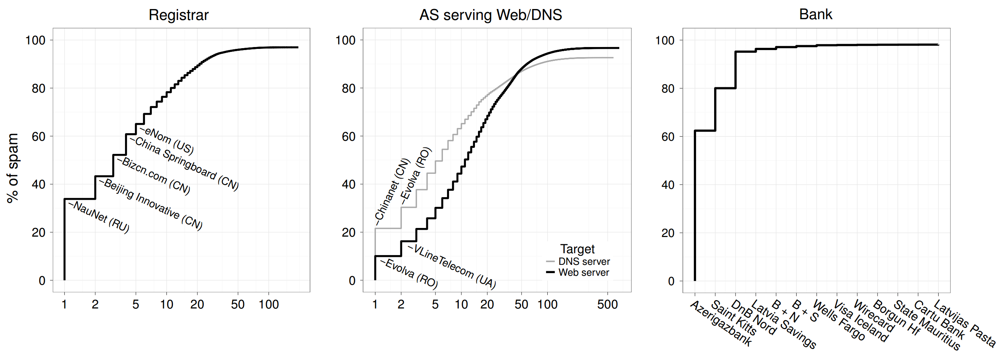 Registrar
AS serving Web/DNS
Bank
% of spam
100
80
60
40
20
0
–eNom (US)
–China Springboard (CN)
–Bizcn.com (CN)
–Beijing Innovative (CN)
–NauNet (RU)
1 2 5 10 20 50 100
100
80
60
40
20
0
–Chinanet (CN)
–Evolva (RO)
–VLineTelecom (UA)
–Evolva (RO)
Target
DNS server
Web server
1 2 5 10 20 50 100 500
100
80
60
40
20
0
Azerigazbank
Saint Kitts
DnB Nord
Latvia Savings
B + N
B + S
Wells Fargo
Visa Iceland
Wirecard
Borgun Hf
State Mauritius
Cartu Bank
Latvijas Pasta